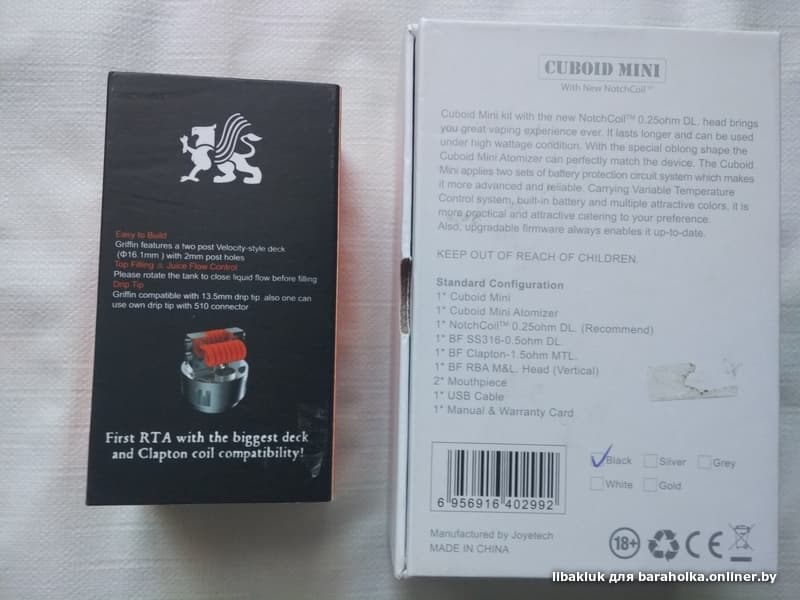 Easy to Build
Griffin features a two post Velocity-style deck
(Φ16.1mm ) with 2mm post holes
Top Filling & Juice Flow Control
Please rotate the tank to close liquid flow before filling
Drip Tip
Griffin compatible with 13.5mm drip tip also one can
use own drip tip with 510 connector
First RTA with the biggest deck
and Clapton coil compatibility!
CUBOID MINI
With New NotchCoil™
Cuboid Mini kit with the new NotchCoil™ 0.25ohm DL. head brings
you great vaping experience ever. It lasts longer and can be used
under high wattage condition. With the special oblong shape the
Cuboid Mini Atomizer can perfectly match the device. The Cuboid
Mini applies two sets of battery protection circuit system which makes
it more advanced and reliable. Carrying Variable Temperature
Control system, built-in battery and multiple attractive colors, it is
more practical and attractive catering to your preference.
Also, upgradable firmware always enables it up-to-date.
KEEP OUT OF REACH OF CHILDREN.
Standard Configuration
1* Cuboid Mini
1* Cuboid Mini Atomizer
1* NotchCoil™ 0.25ohm DL. (Recommend)
1* BF SS316-0.5ohm DL.
1* BF Clapton-1.5ohm MTL.
1* BF RBA M&L. Head (Vertical)
2* Mouthpiece
1* USB Cable
1* Manual & Warranty Card
6 956916 402992
Black Silver Grey
White Gold
Manufactured by Joyetech
MADE IN CHINA
18+ CE
libakluk для baraholka.onliner.by